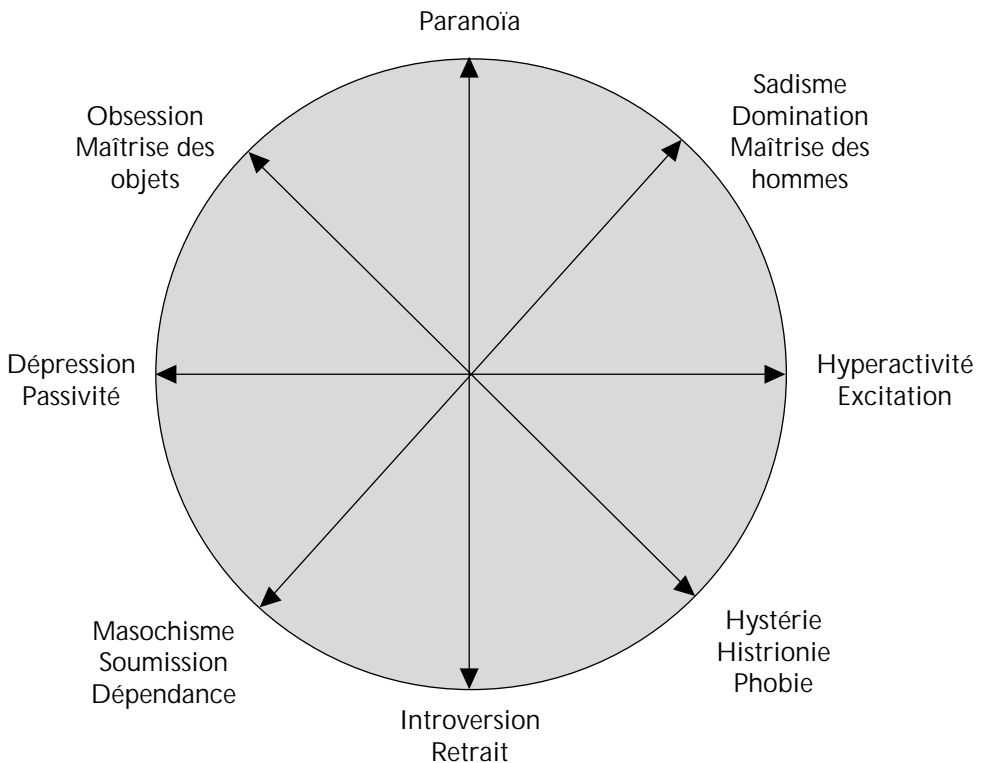 Paranoïa
Sadisme
Domination
Maîtrise des
hommes
Obsession
Maîtrise des
objets
Dépression
Passivité
Hyperactivité
Excitation
Masochisme
Soumission
Dépendance
Hystérie
Histrionie
Phobie
Introversion
Retrait